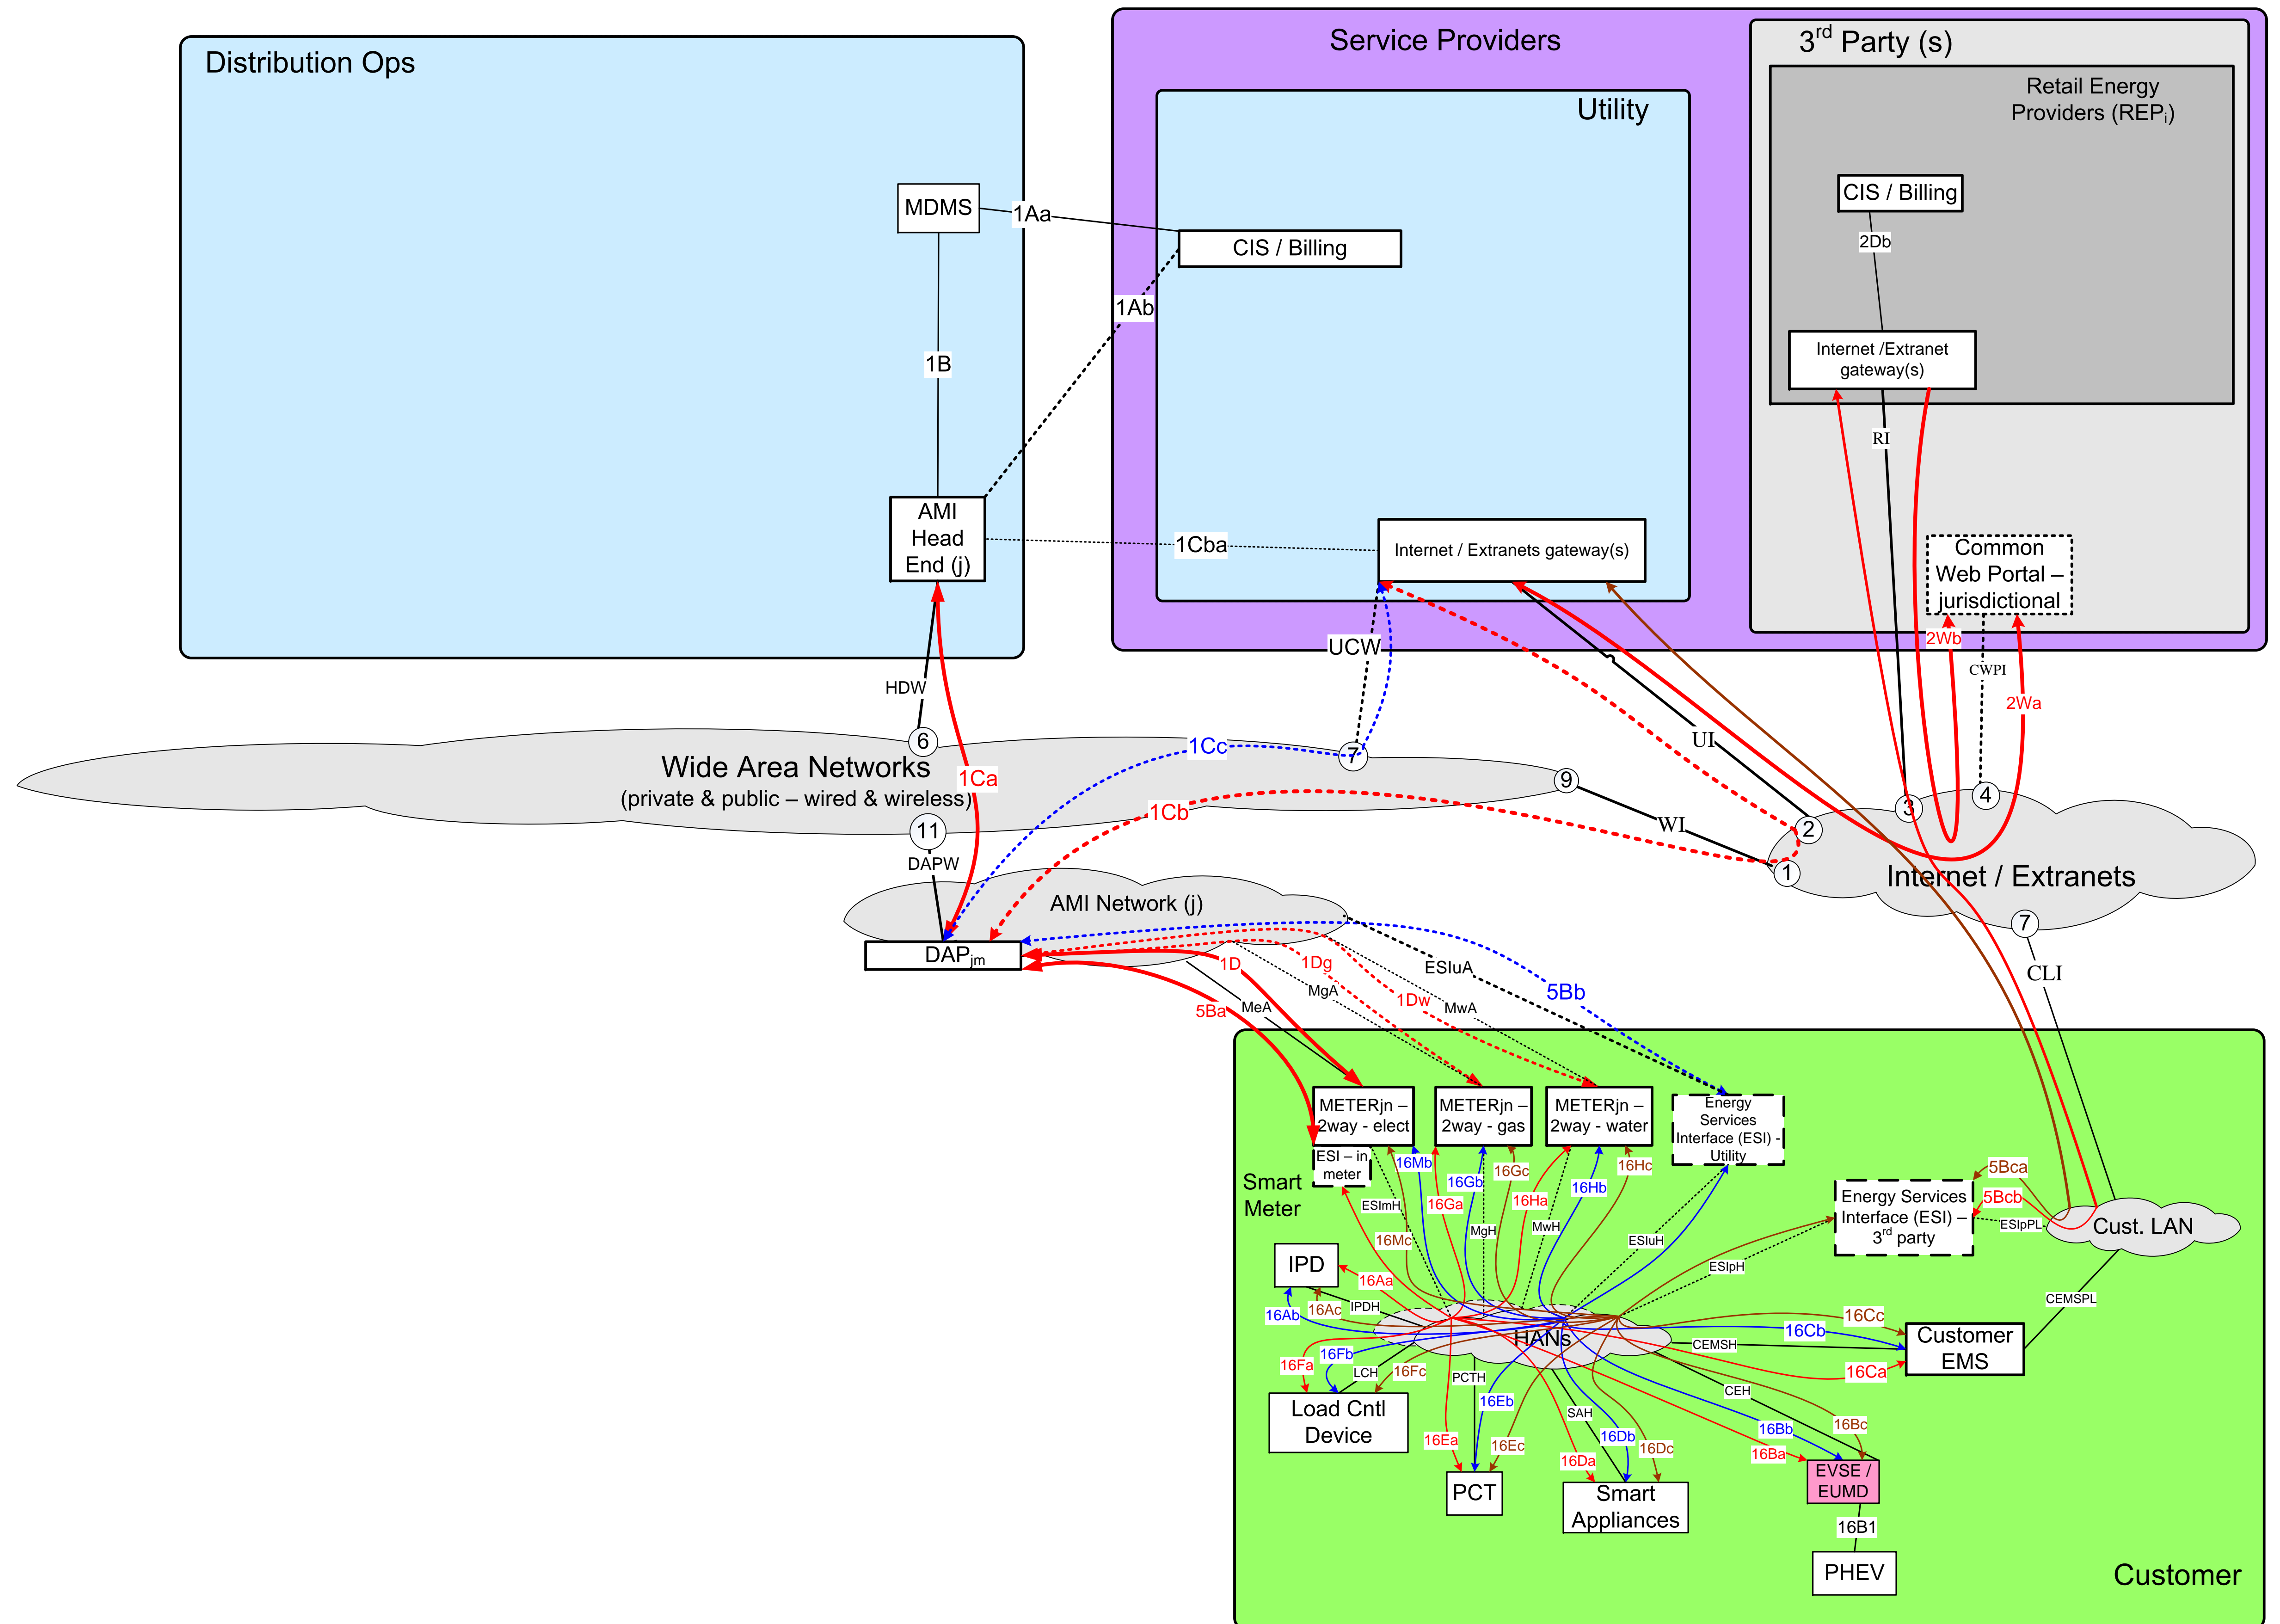 Distribution Ops
Service Providers
3rd Party (s)
Retail Energy
Providers (REPi)
Utility
MDMS
1Aa
CIS / Billing
CIS / Billing
2Db
1Ab
1B
Internet /Extranet
gateway(s)
RI
AMI
Head
End (j)
1Cba
Internet / Extranets gateway(s)
Common
Web Portal –
jurisdictional
UCW
2Wb
CWPI
2Wa
HDW
6
1Cc
7
UI
Wide Area Networks
(private & public – wired & wireless)
1Ca
9
1Cb
WI
2
3
4
11
DAPW
1
Internet / Extranets
AMI Network (j)
7
DAPjm
1D
1Dg
ESIuA
CLI
MgA
5Bb
1Dw
MwA
5Ba
MeA
METERjn –
2way - elect
METERjn –
2way - gas
METERjn –
2way - water
Energy
Services
Interface (ESI) -
Utility
ESI – in
meter
16Mb
16Gc
16Hc
Smart
Meter
16Gb
16Hb
5Bca
Energy Services
Interface (ESI) –
3rd party
5Bcb
ESImH
16Ga
16Ha
ESIpPL
Cust. LAN
MgH
MwH
16Mc
ESIuH
IPD
ESIpH
16Aa
CEMSPL
IPDH
16Ab
16Ac
16Cc
16Cb
HANs
Customer
EMS
CEMSH
16Fa
16Fb
LCH
16Fc
PCTH
16Ca
CEH
16Eb
SAH
Load Cntl
Device
16Ea
16Ec
16Db
16Dc
16Da
16Bb
16Bc
16Ba
PCT
Smart
Appliances
EVSE /
EUMD
16B1
PHEV
Customer